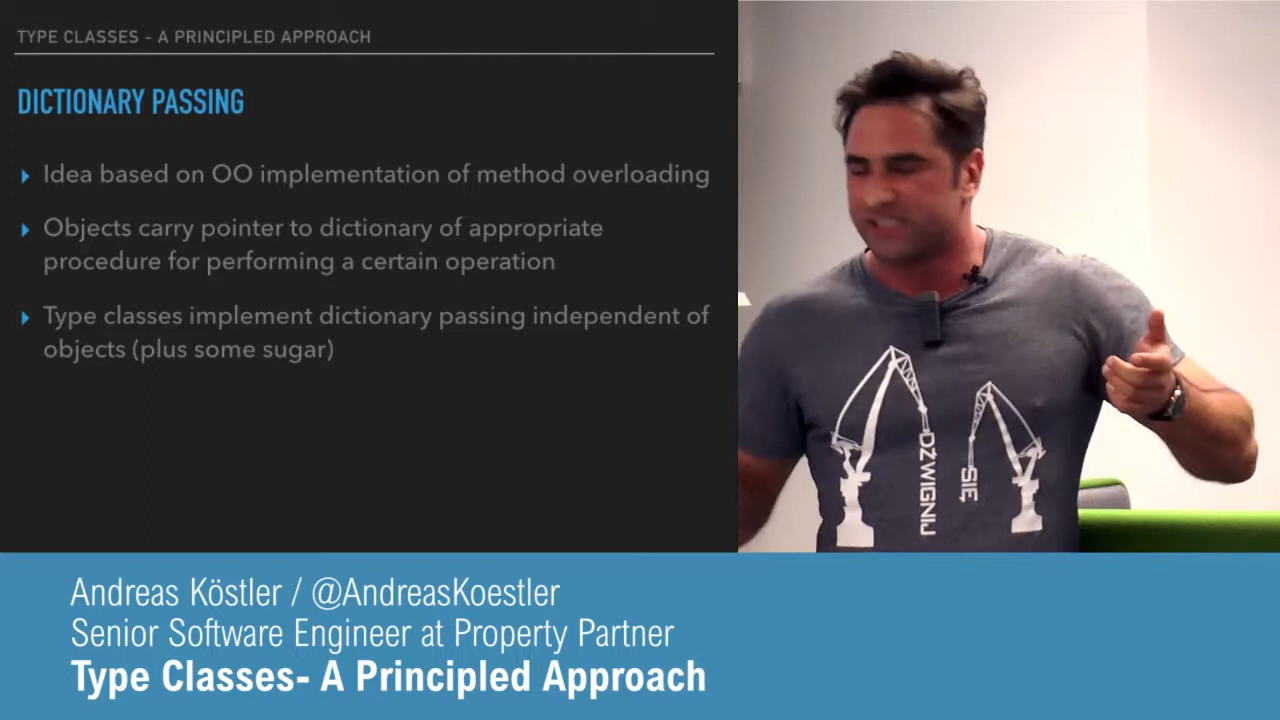 TYPE CLASSES - A PRINCIPLED APPROACH
DICTIONARY PASSING
Idea based on OO implementation of method overloading
Objects carry pointer to dictionary of appropriate
procedure for performing a certain operation
Type classes implement dictionary passing independent of
objects (plus some sugar)
DŹWIGNIJ
SIĘ
Andreas Köstler / @AndreasKoestler
Senior Software Engineer at Property Partner
Type Classes- A Principled Approach